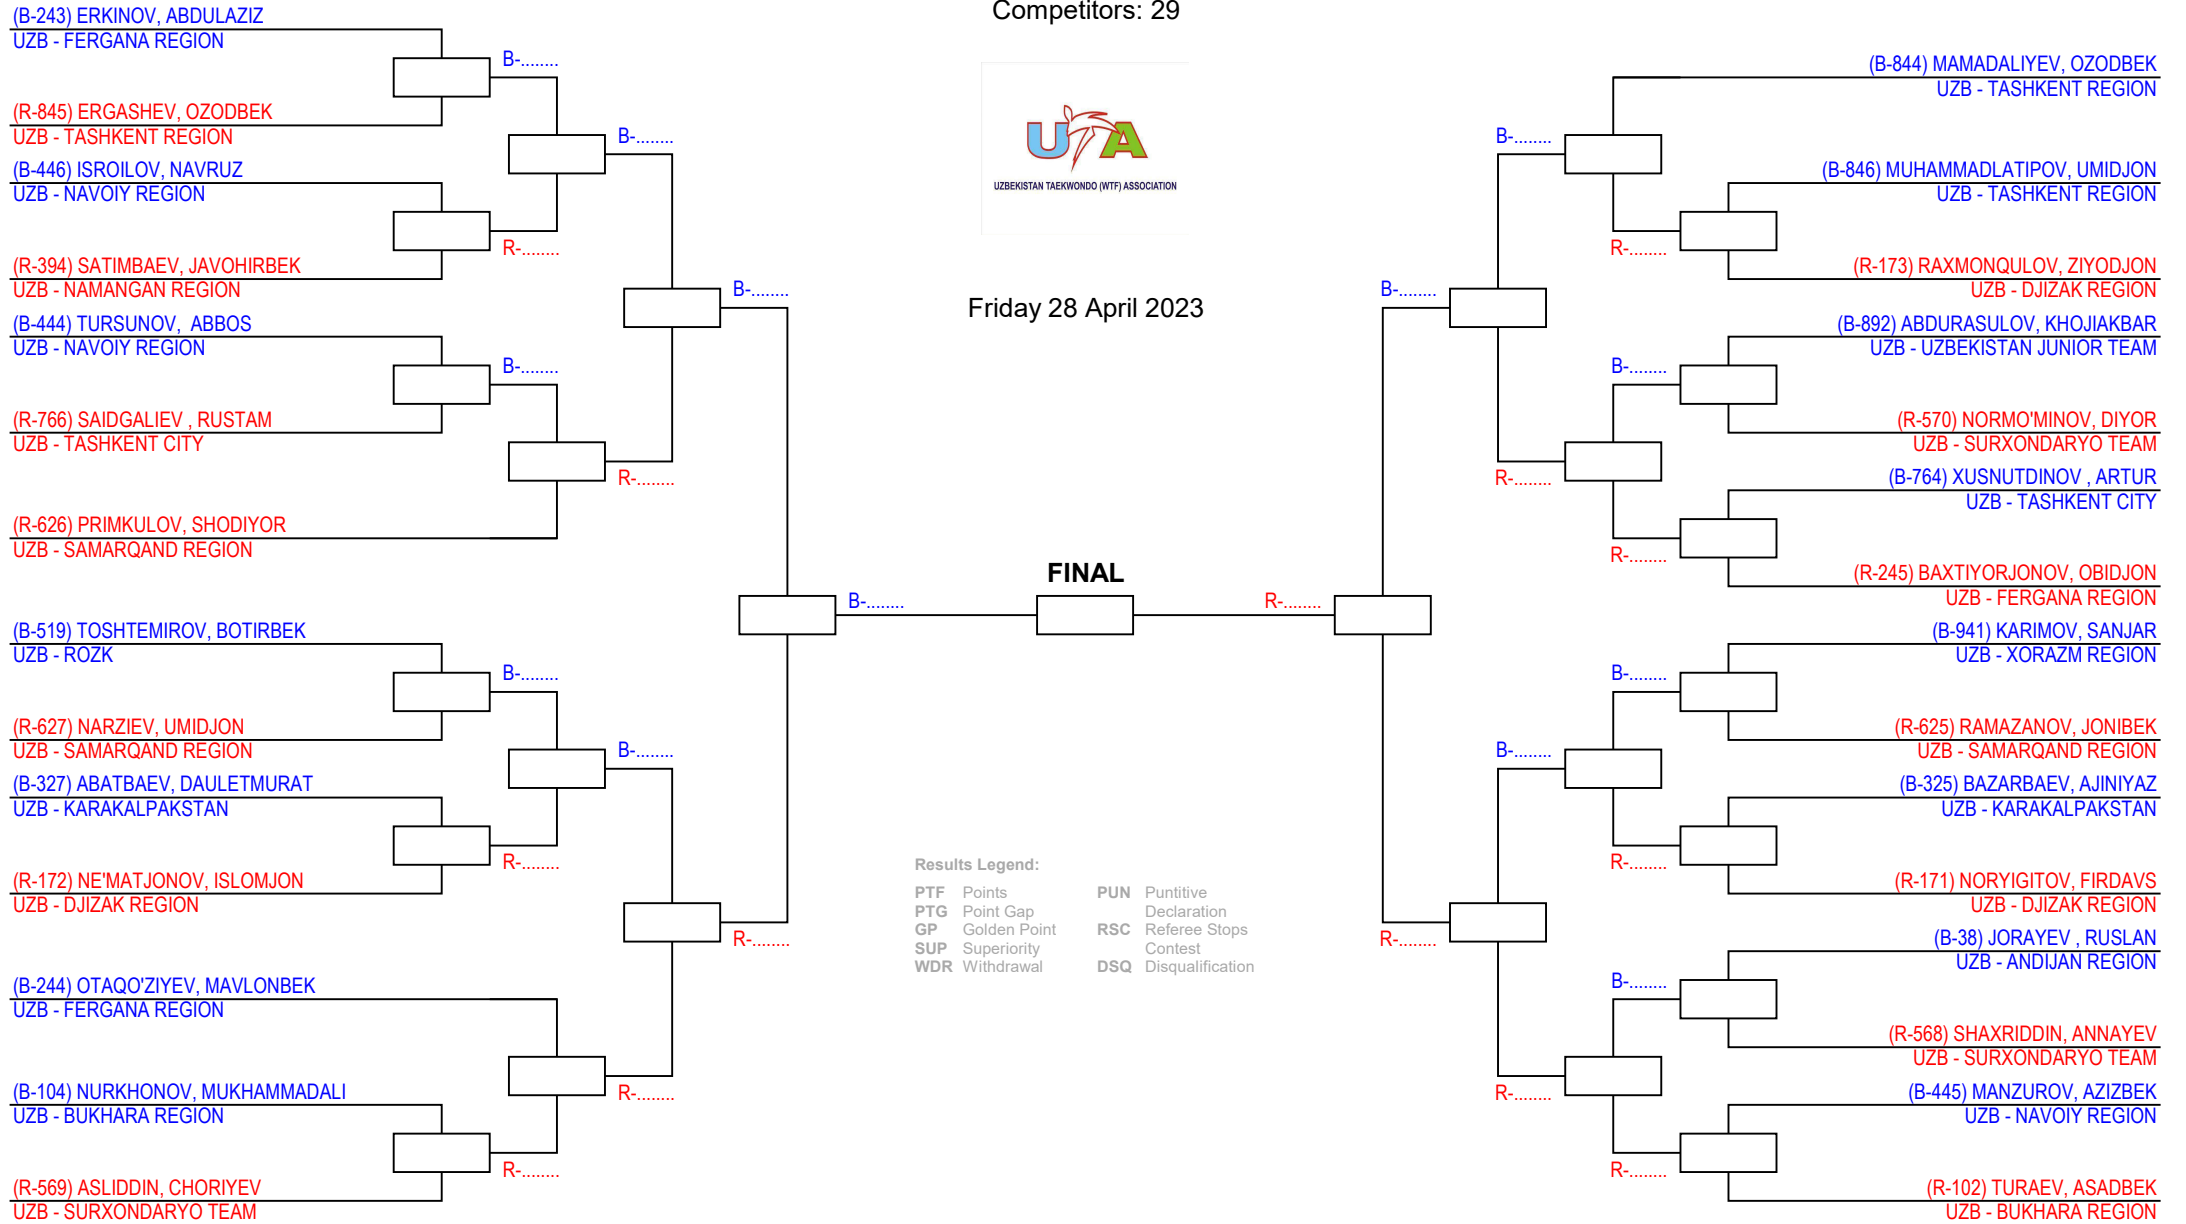 Competitors: 29
UTA
UZBEKISTAN TAEKWONDO (WTF) ASSOCIATION
Friday 28 April 2023
(B-243) ERKINOV, ABDULAZIZ
UZB - FERGANA REGION
B-........
(R-845) ERGASHEV, OZODBEK
UZB - TASHKENT REGION
B-........
(B-446) ISROILOV, NAVRUZ
UZB - NAVOIY REGION
R-........
(R-394) SATIMBAEV, JAVOHIRBEK
UZB - NAMANGAN REGION
B-........
(B-444) TURSUNOV,  ABBOS
UZB - NAVOIY REGION
B-........
(R-766) SAIDGALIEV , RUSTAM
UZB - TASHKENT CITY
R-........
(R-626) PRIMKULOV, SHODIYOR
UZB - SAMARQAND REGION
B-........
(B-519) TOSHTEMIROV, BOTIRBEK
UZB - ROZK
B-........
(R-627) NARZIEV, UMIDJON
UZB - SAMARQAND REGION
B-........
(B-327) ABATBAEV, DAULETMURAT
UZB - KARAKALPAKSTAN
R-........
(R-172) NE'MATJONOV, ISLOMJON
UZB - DJIZAK REGION
R-........
(B-244) OTAQO'ZIYEV, MAVLONBEK
UZB - FERGANA REGION
R-........
(B-104) NURKHONOV, MUKHAMMADALI
UZB - BUKHARA REGION
R-........
(R-569) ASLIDDIN, CHORIYEV
UZB - SURXONDARYO TEAM
FINAL
Results Legend:
PTF Points
PTG Point Gap
GP Golden Point
SUP Superiority
WDR Withdrawal
PUN Puntitive
Declaration
RSC Referee Stops
Contest
DSQ Disqualification
(B-844) MAMADALIYEV, OZODBEK
UZB - TASHKENT REGION
B-........
(B-846) MUHAMMADLATIPOV, UMIDJON
UZB - TASHKENT REGION
R-........
(R-173) RAXMONQULOV, ZIYODJON
UZB - DJIZAK REGION
B-........
(B-892) ABDURASULOV, KHOJIAKBAR
UZB - UZBEKISTAN JUNIOR TEAM
B-........
(R-570) NORMO'MINOV, DIYOR
UZB - SURXONDARYO TEAM
R-........
(B-764) XUSNUTDINOV , ARTUR
UZB - TASHKENT CITY
R-........
(R-245) BAXTIYORJONOV, OBIDJON
UZB - FERGANA REGION
R-........
(B-941) KARIMOV, SANJAR
UZB - XORAZM REGION
B-........
(R-625) RAMAZANOV, JONIBEK
UZB - SAMARQAND REGION
B-........
(B-325) BAZARBAEV, AJINIYAZ
UZB - KARAKALPAKSTAN
R-........
(R-171) NORYIGITOV, FIRDAVS
UZB - DJIZAK REGION
R-........
(B-38) JORAYEV , RUSLAN
UZB - ANDIJAN REGION
B-........
(R-568) SHAXRIDDIN, ANNAYEV
UZB - SURXONDARYO TEAM
R-........
(B-445) MANZUROV, AZIZBEK
UZB - NAVOIY REGION
R-........
(R-102) TURAEV, ASADBEK
UZB - BUKHARA REGION